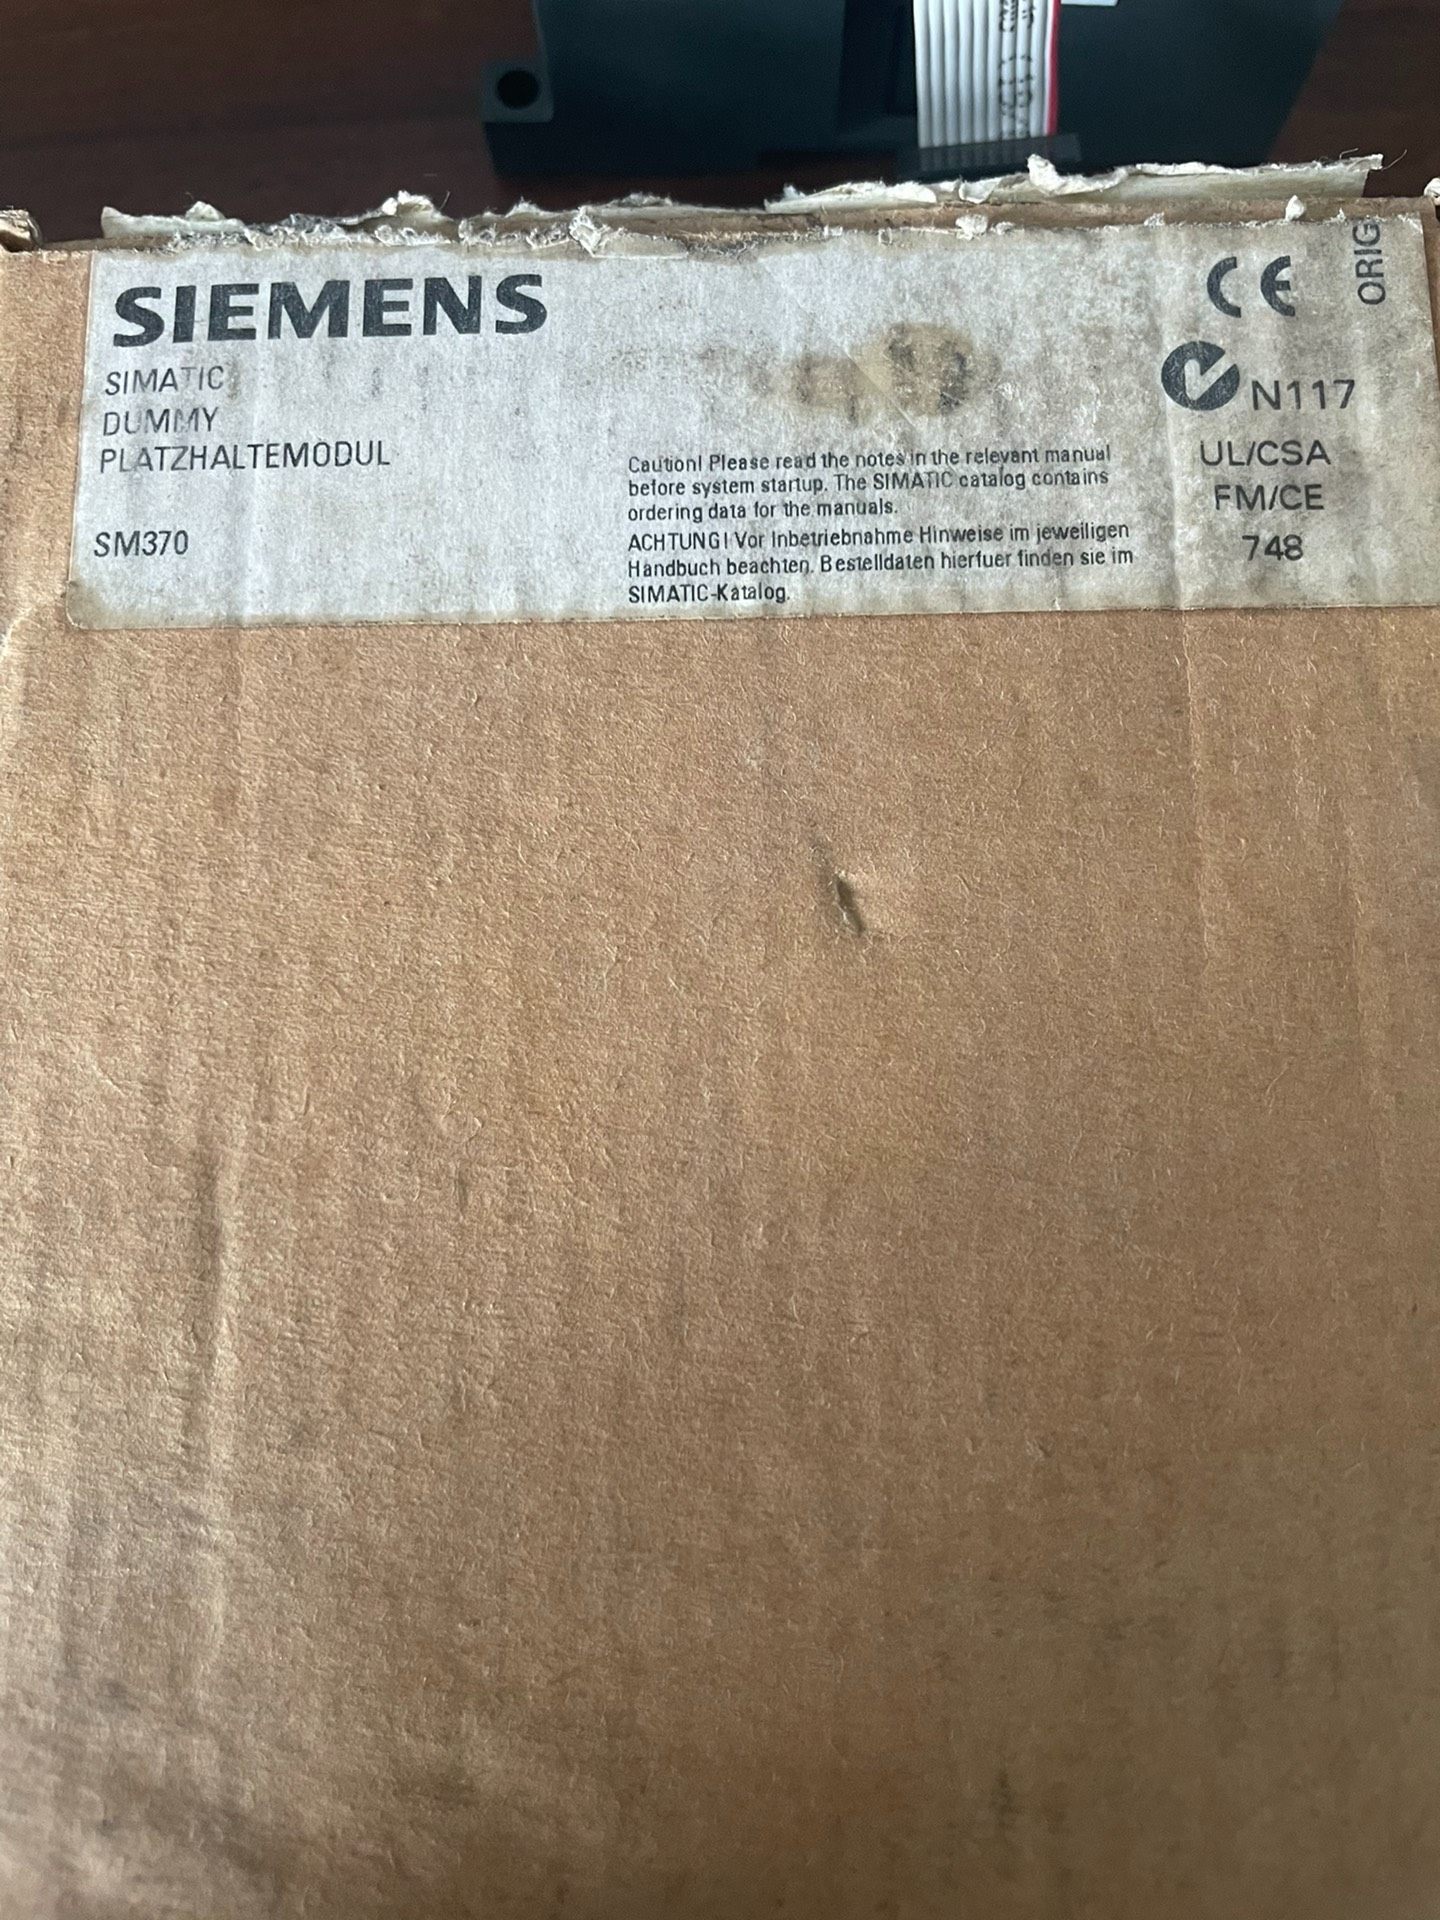 SIEMENS
SIMATIC
DUMMY
PLATZHALTEMODUL
SM370
Caution! Please read the notes in the relevant manual
before system startup. The SIMATIC catalog contains
ordering data for the manuals.
ACHTUNG! Vor Inbetriebnahme Hinweise im jeweiligen
Handbuch beachten. Bestelldaten hierfuer finden sie im
SIMATIC-Katalog.
CE
N117
UL/CSA
FM/CE
748
ORIG